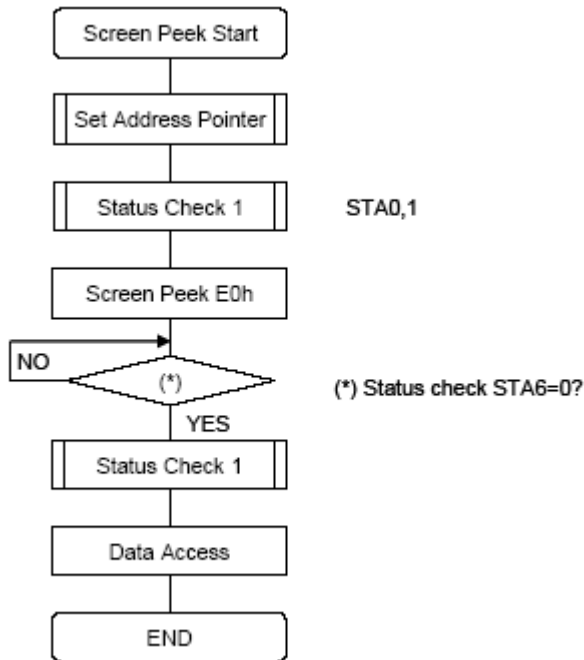 Screen Peek Start
Set Address Pointer
Status Check 1
STA0,1
Screen Peek E0h
NO
(*)
(*) Status check STA6=0?
YES
Status Check 1
Data Access
END